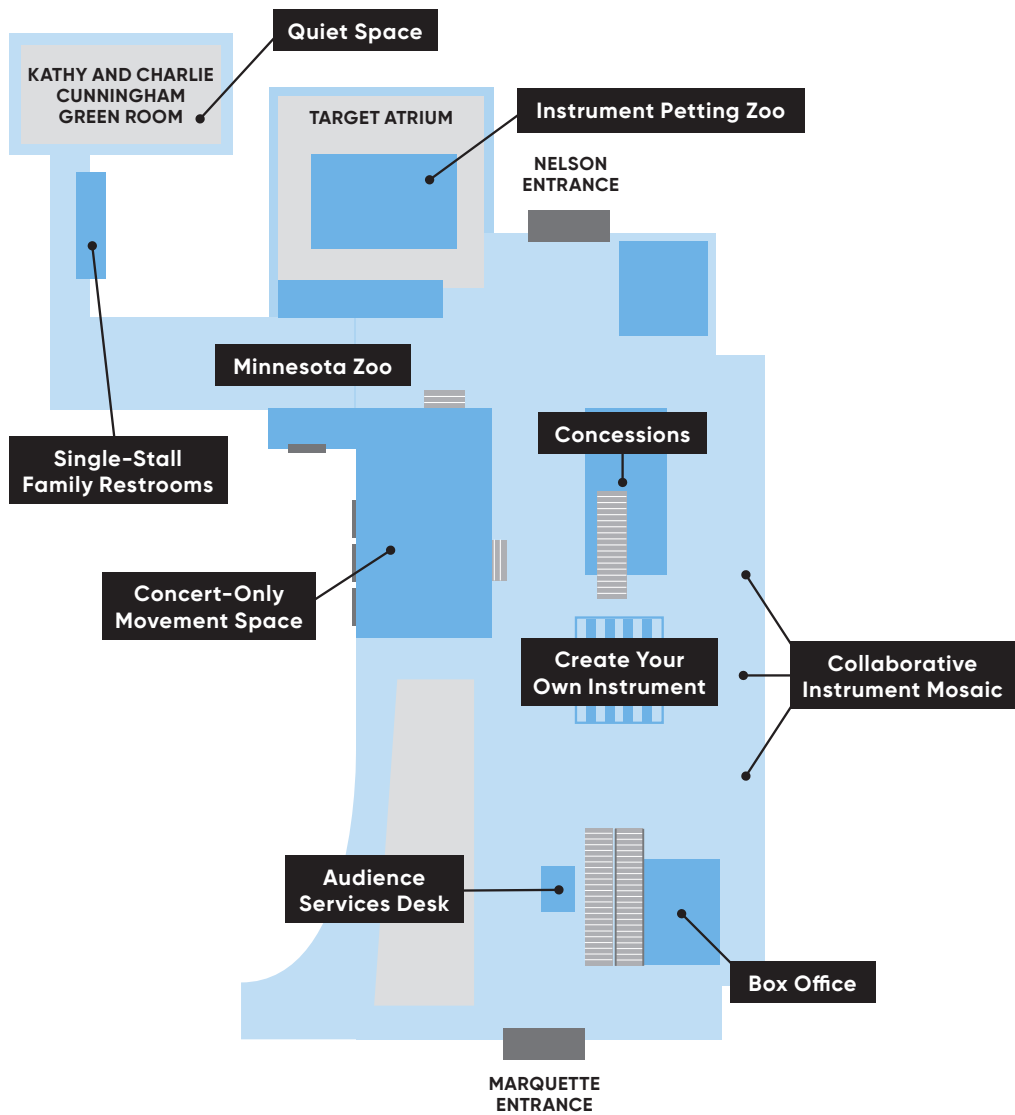 Quiet Space
KATHY AND CHARLIE
CUNNINGHAM
GREEN ROOM
TARGET ATRIUM
Instrument Petting Zoo
NELSON
ENTRANCE
Minnesota Zoo
Concessions
Single-Stall
Family Restrooms
Concert-Only
Movement Space
Create Your
Own Instrument
Collaborative
Instrument Mosaic
Audience
Services Desk
Box Office
MARQUETTE
ENTRANCE